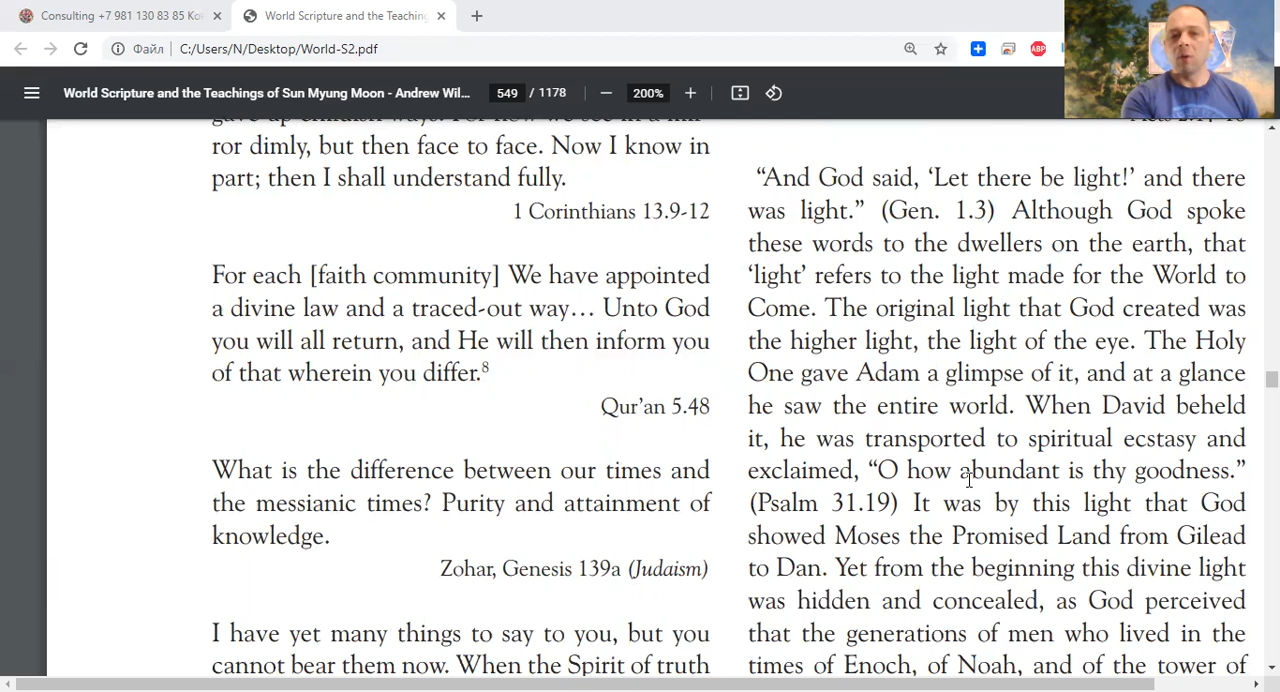 Consulting +7 981 130 83 85 Ко
World Scripture and the Teaching
Файл
C:/Users/N/Desktop/World-S2.pdf
ABP
World Scripture and the Teachings of Sun Myung Moon - Andrew Wil...
549 / 1178
200%
ror dimly, but then face to face. Now I know in
part; then I shall understand fully.
1 Corinthians 13.9-12
For each [faith community] We have appointed
a divine law and a traced-out way… Unto God
you will all return, and He will then inform you
of that wherein you differ.8
Qur’an 5.48
What is the difference between our times and
the messianic times? Purity and attainment of
knowledge.
Zohar, Genesis 139a (Judaism)
I have yet many things to say to you, but you
cannot bear them now. When the Spirit of truth
“And God said, ‘Let there be light!’ and there
was light.” (Gen. 1.3) Although God spoke
these words to the dwellers on the earth, that
‘light’ refers to the light made for the World to
Come. The original light that God created was
the higher light, the light of the eye. The Holy
One gave Adam a glimpse of it, and at a glance
he saw the entire world. When David beheld
it, he was transported to spiritual ecstasy and
exclaimed, “O how abundant is thy goodness.”
(Psalm 31.19) It was by this light that God
showed Moses the Promised Land from Gilead
to Dan. Yet from the beginning this divine light
was hidden and concealed, as God perceived
that the generations of men who lived in the
times of Enoch, of Noah, and of the tower of